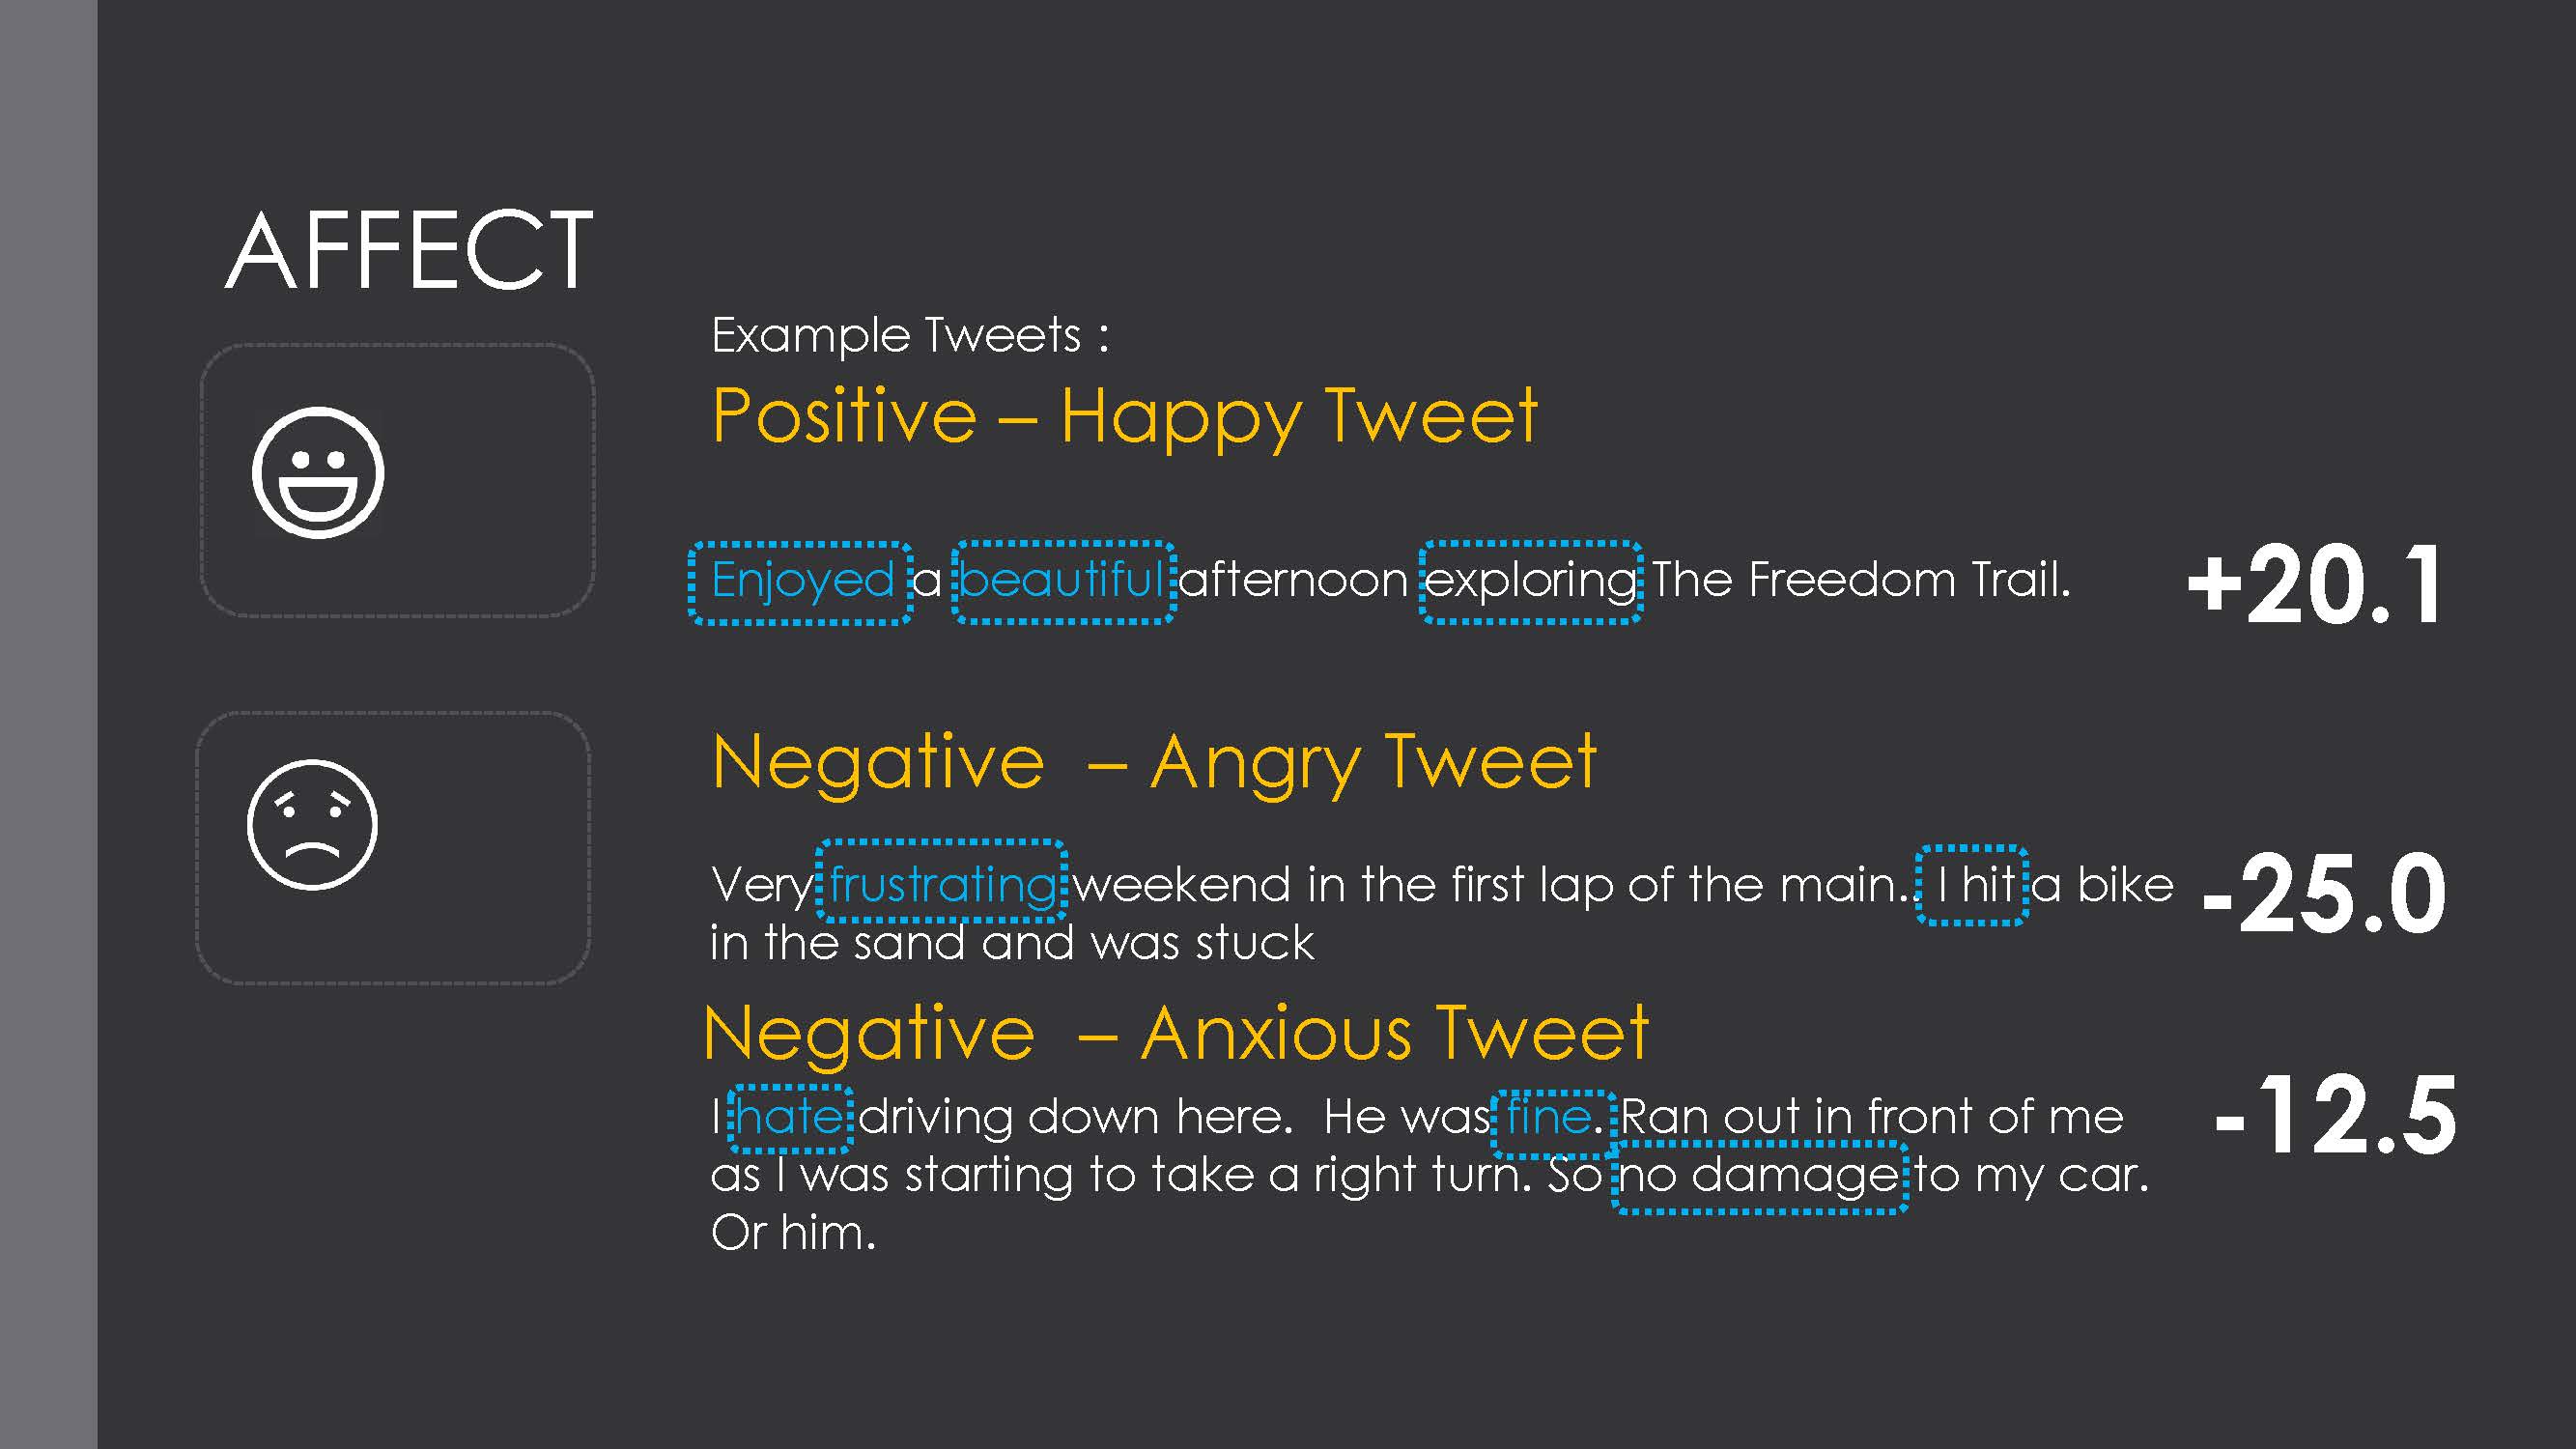 AFFECT
Example Tweets :
Positive – Happy Tweet
Enjoyed a beautiful afternoon exploring The Freedom Trail.
+20.1
Negative – Angry Tweet
Very frustrating weekend in the first lap of the main.. I hit a bike
in the sand and was stuck
-25.0
Negative – Anxious Tweet
I hate driving down here. He was fine. Ran out in front of me
as I was starting to take a right turn. So no damage to my car.
Or him.
-12.5